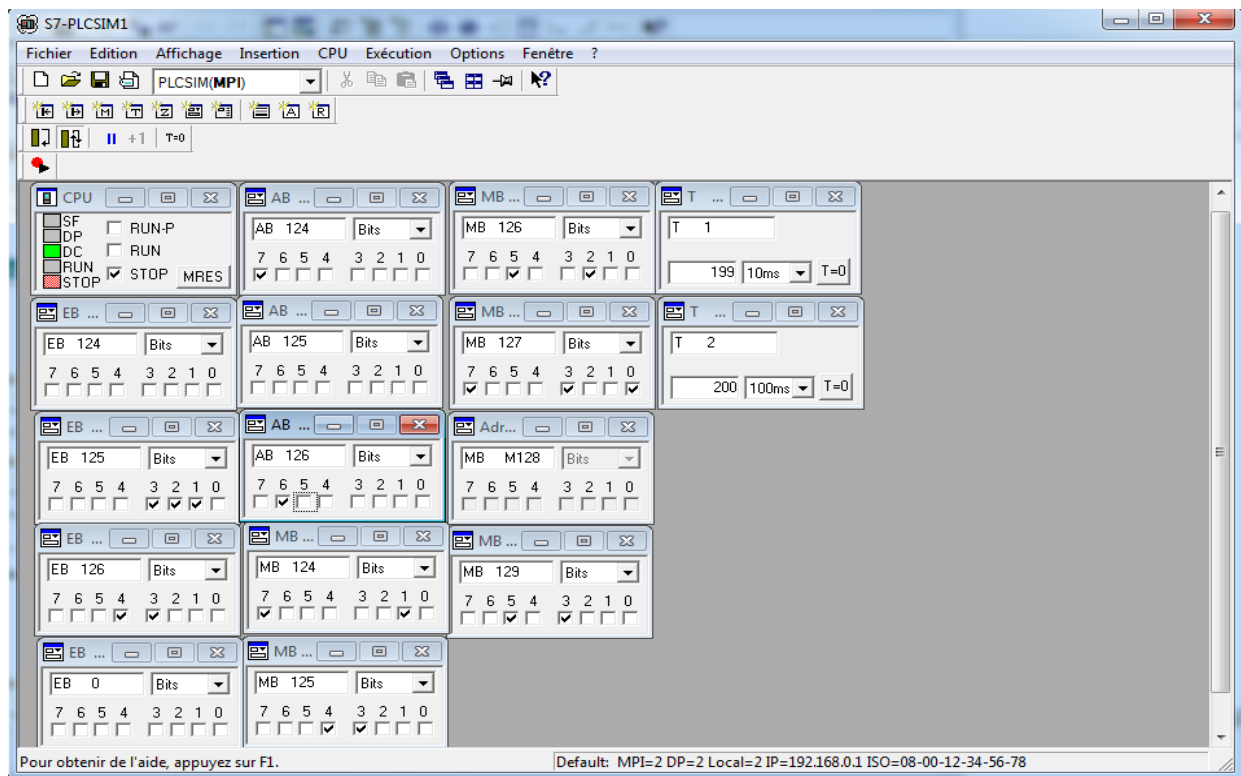 S7-PLCSIM1
Fichier Edition Affichage Insertion CPU Exécution Options Fenêtre ?
PLCSIM(MPI)
+1 T=0
CPU
SF
DP
DC
RUN
STOP
RUN-P
RUN
STOP MRES
AB ...
AB 124 Bits
7 6 5 4 3 2 1 0
MB ...
MB 126 Bits
7 6 5 4 3 2 1 0
T ...
T 1
199 10ms T=0
EB ...
EB 124 Bits
7 6 5 4 3 2 1 0
AB ...
AB 125 Bits
7 6 5 4 3 2 1 0
MB ...
MB 127 Bits
7 6 5 4 3 2 1 0
T ...
T 2
200 100ms T=0
EB ...
EB 125 Bits
7 6 5 4 3 2 1 0
AB ...
AB 126 Bits
7 6 5 4 3 2 1 0
Adr...
MB M128 Bits
7 6 5 4 3 2 1 0
EB ...
EB 126 Bits
7 6 5 4 3 2 1 0
MB ...
MB 124 Bits
7 6 5 4 3 2 1 0
MB ...
MB 129 Bits
7 6 5 4 3 2 1 0
EB ...
EB 0 Bits
7 6 5 4 3 2 1 0
MB ...
MB 125 Bits
7 6 5 4 3 2 1 0
Pour obtenir de l'aide, appuyez sur F1.
Default: MPI=2 DP=2 Local=2 IP=192.168.0.1 ISO=08-00-12-34-56-78